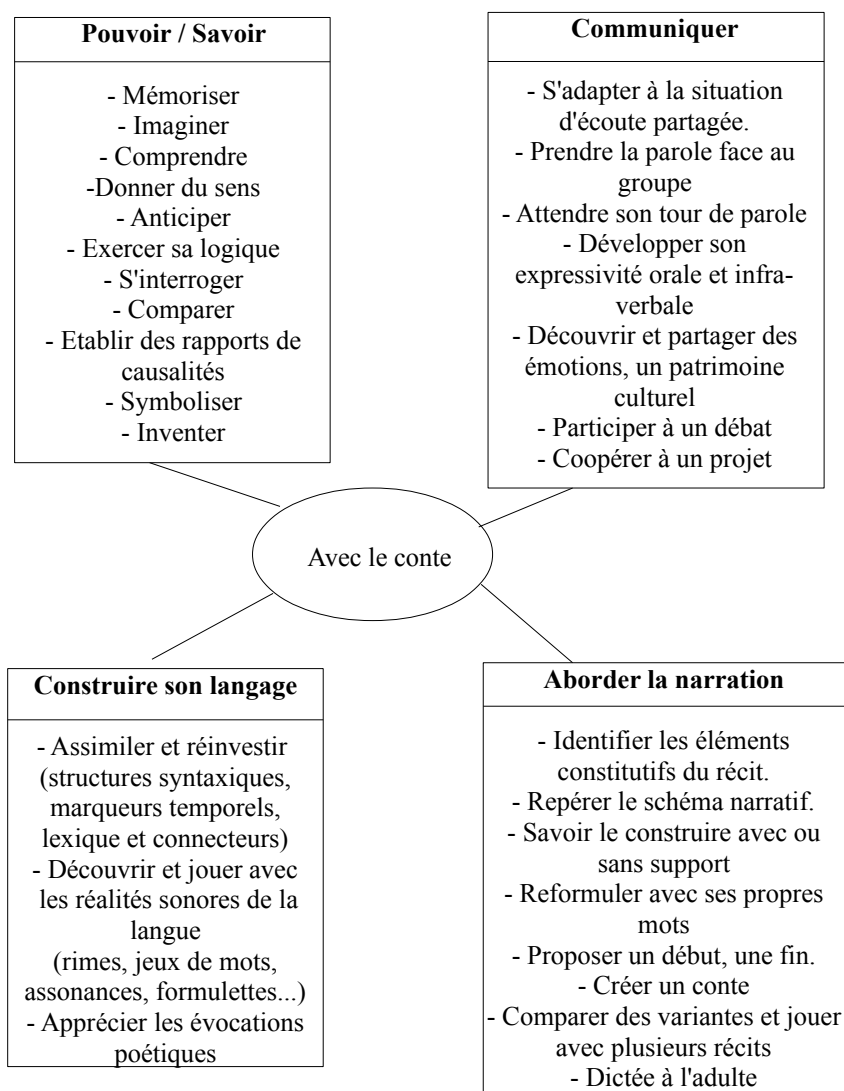 Pouvoir / Savoir
- Mémoriser
- Imaginer
- Comprendre
-Donner du sens
- Anticiper
- Exercer sa logique
- S'interroger
- Comparer
- Etablir des rapports de
causalités
- Symboliser
- Inventer
Communiquer
- S'adapter à la situation
d'écoute partagée.
- Prendre la parole face au
groupe
- Attendre son tour de parole
- Développer son
expressivité orale et infra-
verbale
- Découvrir et partager des
émotions, un patrimoine
culturel
- Participer à un débat
- Coopérer à un projet
Avec le conte
Construire son langage
- Assimiler et réinvestir
(structures syntaxiques,
marqueurs temporels,
lexique et connecteurs)
- Découvrir et jouer avec
les réalités sonores de la
langue
(rimes, jeux de mots,
assonances, formulettes...)
- Apprécier les évocations
poétiques
Aborder la narration
- Identifier les éléments
constitutifs du récit.
- Repérer le schéma narratif.
- Savoir le construire avec ou
sans support
- Reformuler avec ses propres
mots
- Proposer un début, une fin.
- Créer un conte
- Comparer des variantes et jouer
avec plusieurs récits
- Dictée à l'adulte